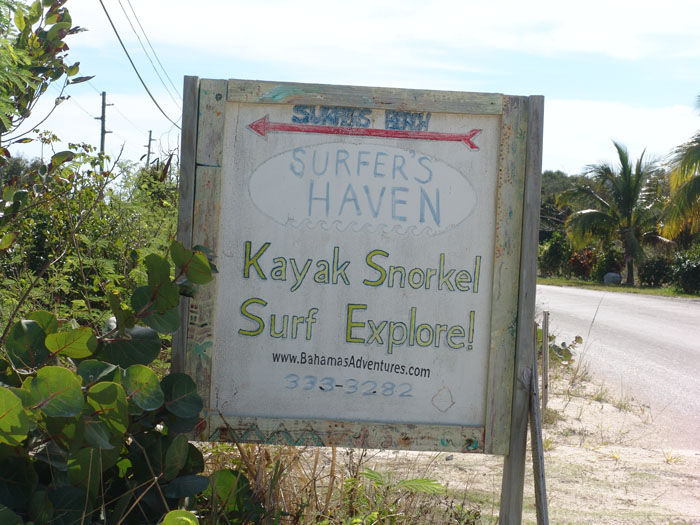 SURFERS BEACH
SURFER'S
HAVEN
Kayak Snorkel
Surf Explore!
www.BahamasAdventures.com
333-3282